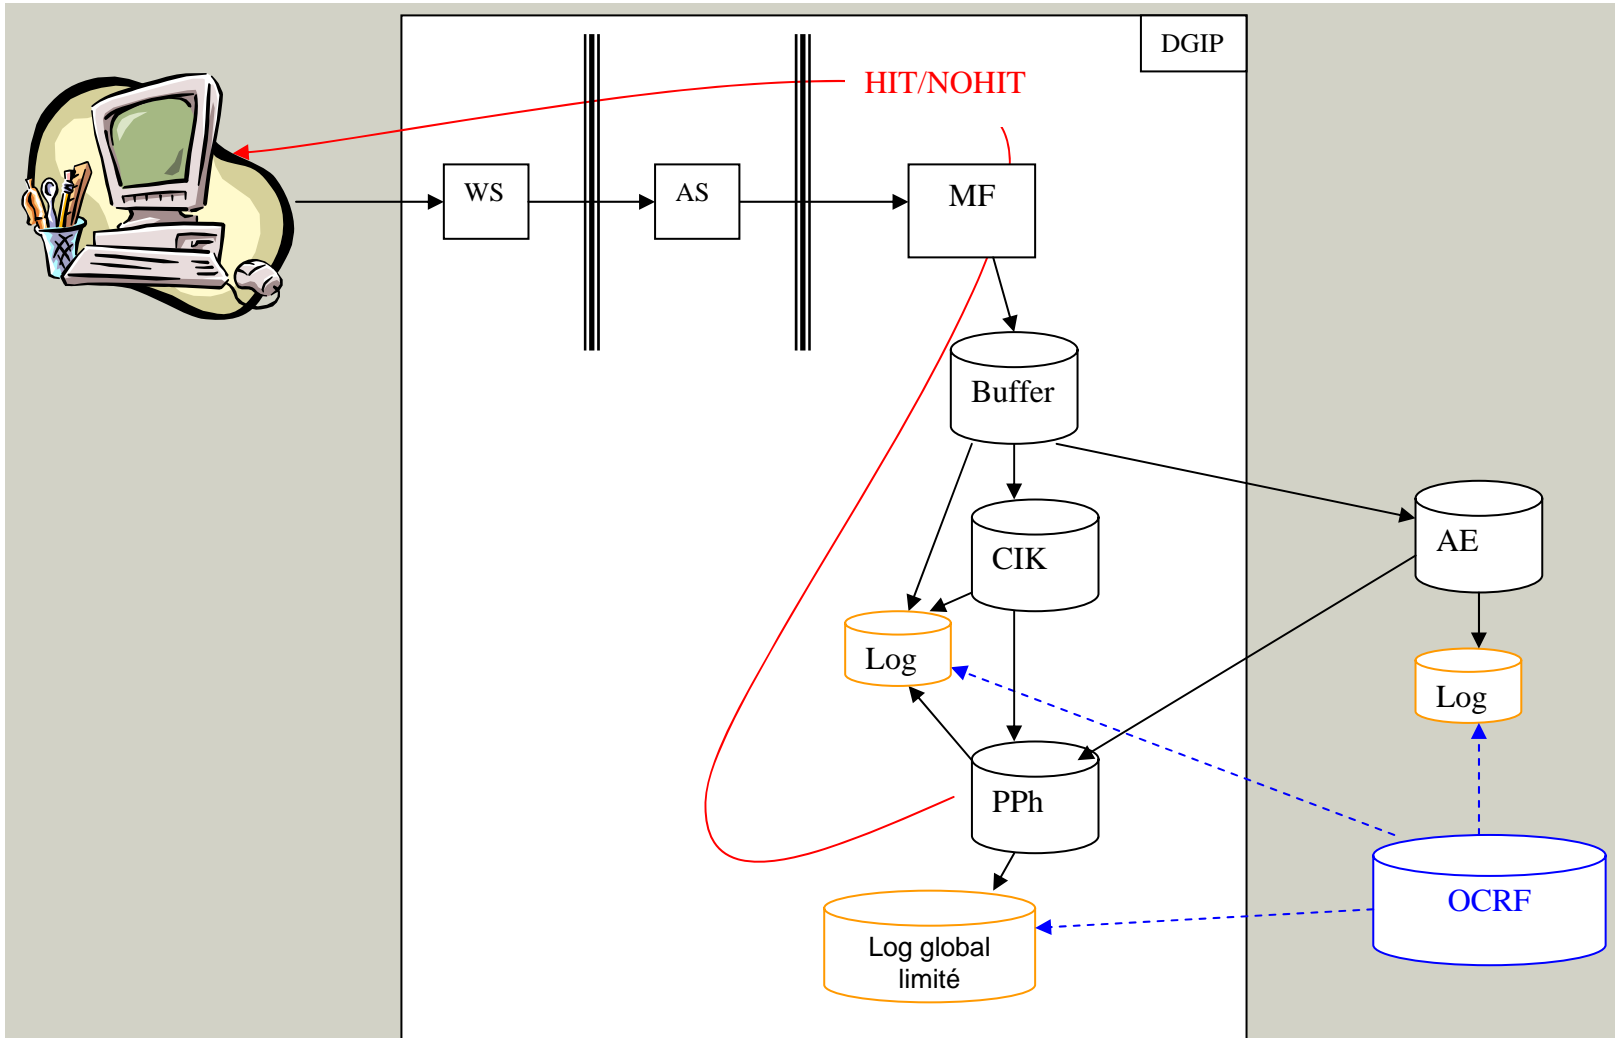 DGIP
HIT/NOHIT
WS
AS
MF
Buffer
CIK
AE
Log
Log
PPh
OCRF
Log global
limité